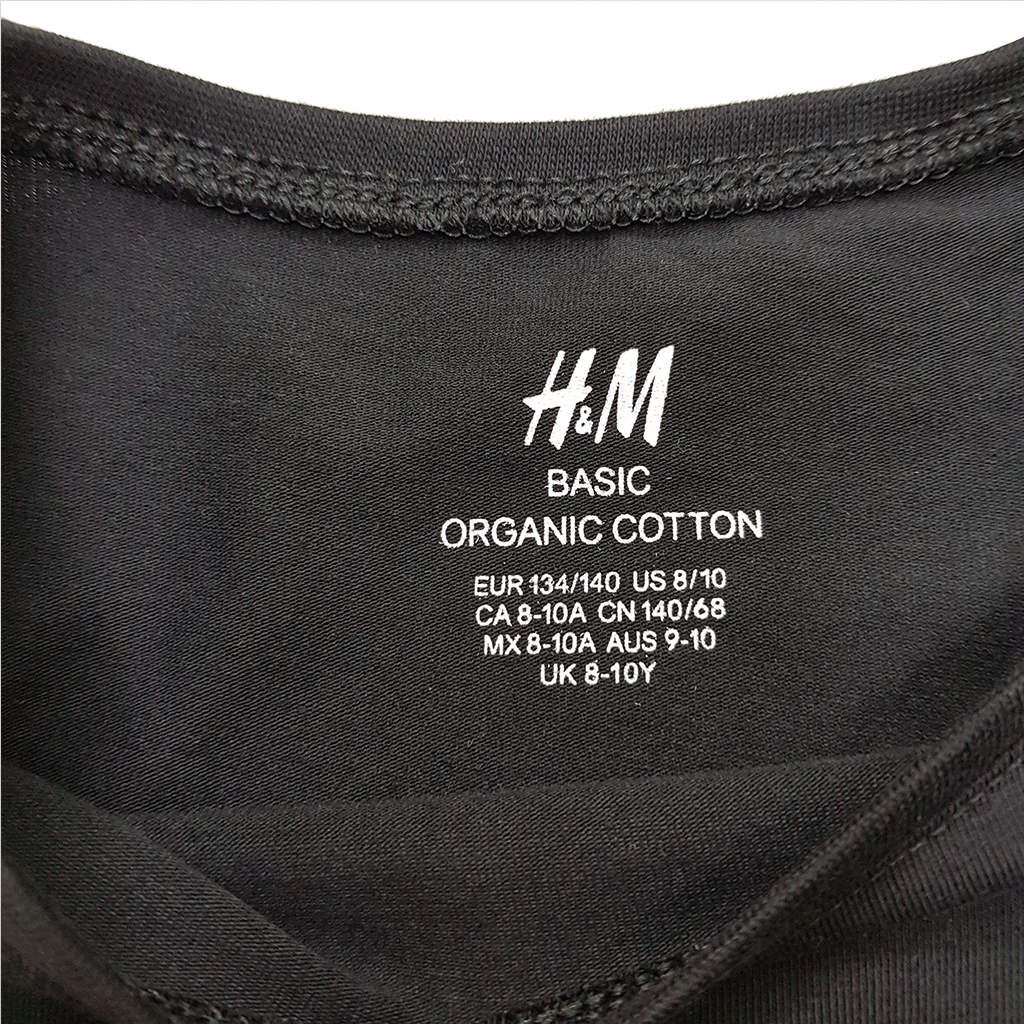 H&M
BASIC
ORGANIC COTTON
EUR 134/140 US 8/10
CA 8-10A CN 140/68
MX 8-10A AUS 9-10
UK 8-10Y